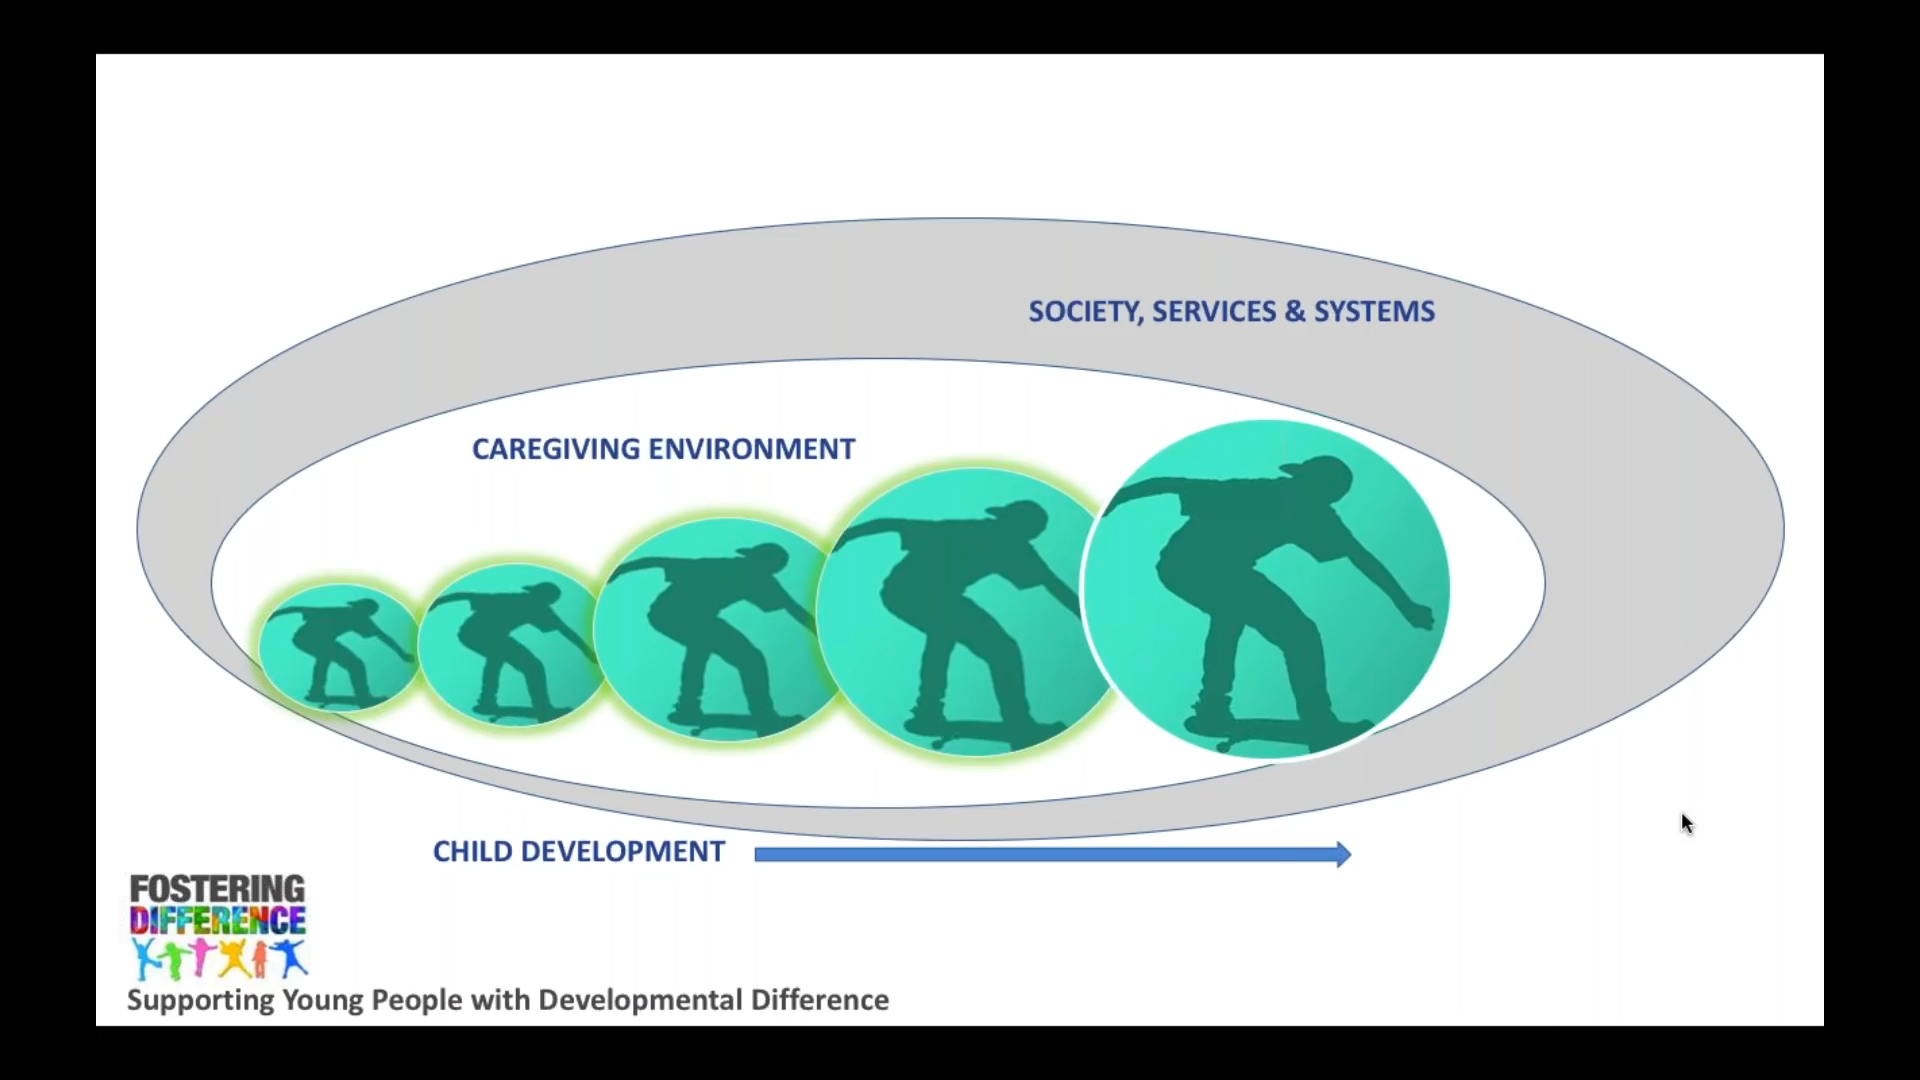 SOCIETY, SERVICES & SYSTEMS
CAREGIVING ENVIRONMENT
CHILD DEVELOPMENT
FOSTERING
DIFFERENCE
Supporting Young People with Developmental Difference